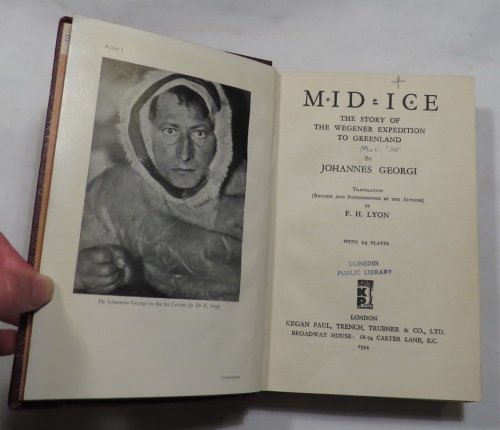 PLATE I
Dr Johannes Georgi in the Ice Cavern (by Dr E. Sorge)
[frontispiece
MID-ICE
THE STORY OF
THE WEGENER EXPEDITION
TO GREENLAND
BY
JOHANNES GEORGI
TRANSLATION
(REVISED AND SUPPLEMENTED BY THE AUTHOR)
BY
F. H. LYON
WITH 24 PLATES
DUNEDIN
PUBLIC LIBRARY
KP
LONDON
KEGAN PAUL, TRENCH, TRUBNER & CO., LTD.
BROADWAY HOUSE: 68-74 CARTER LANE, E.C.
1934